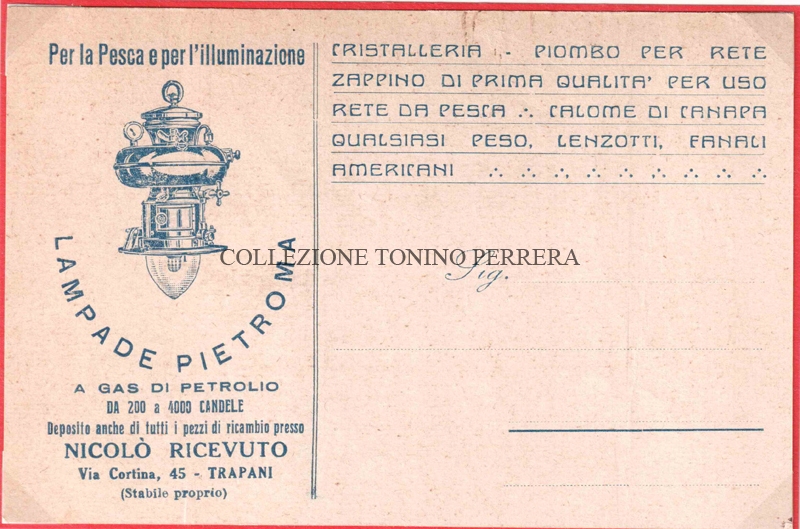 Per la Pesca e per l'illuminazione
LAMPADE PIETROMA
A GAS DI PETROLIO
DA 200 a 4000 CANDELE
Deposito anche di tutti i pezzi di ricambio presso
NICOLÒ RICEVUTO
Via Cortina, 45 - TRAPANI
(Stabile proprio)
CRISTALLERIA - PIOMBO PER RETE
ZAPPINO DI PRIMA QUALITA' PER USO
RETE DA PESCA ∴ CALOME DI CANAPA
QUALSIASI PESO, LENZOTTI, FANALI
AMERICANI ∴ ∴ ∴ ∴ ∴ ∴ ∴ ∴ ∴
COLLEZIONE TONINO PERRERA
Sig.